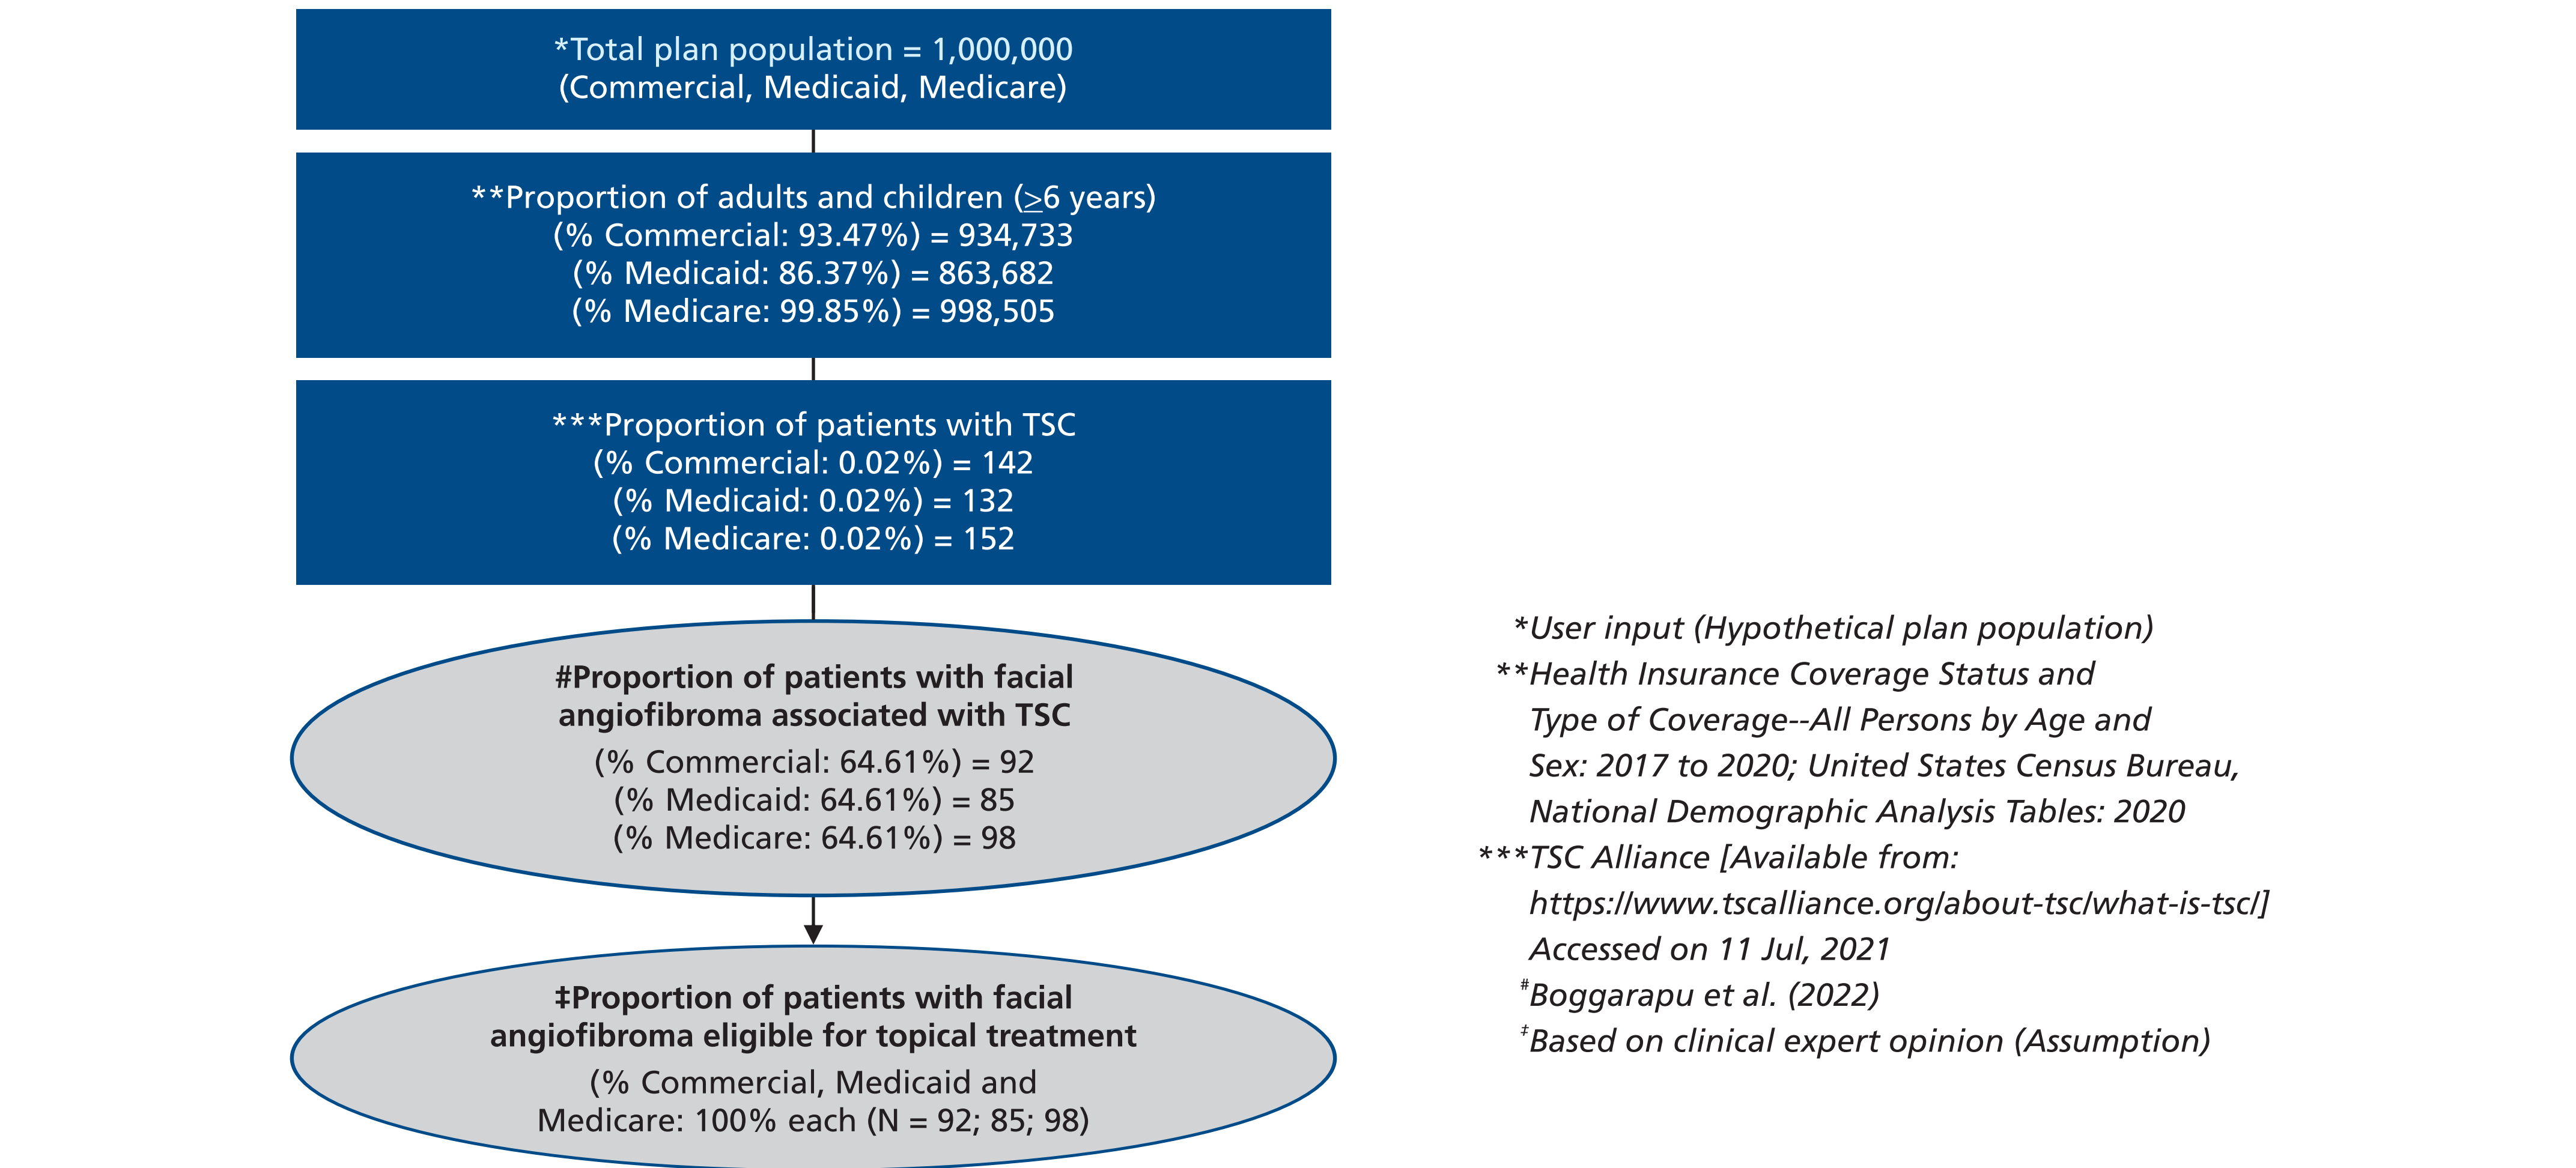 *Total plan population = 1,000,000
(Commercial, Medicaid, Medicare)
**Proportion of adults and children (≥6 years)
(% Commercial: 93.47%) = 934,733
(% Medicaid: 86.37%) = 863,682
(% Medicare: 99.85%) = 998,505
***Proportion of patients with TSC
(% Commercial: 0.02%) = 142
(% Medicaid: 0.02%) = 132
(% Medicare: 0.02%) = 152
#Proportion of patients with facial
angiofibroma associated with TSC
(% Commercial: 64.61%) = 92
(% Medicaid: 64.61%) = 85
(% Medicare: 64.61%) = 98
‡Proportion of patients with facial
angiofibroma eligible for topical treatment
(% Commercial, Medicaid and
Medicare: 100% each (N = 92; 85; 98)
*User input (Hypothetical plan population)
**Health Insurance Coverage Status and
Type of Coverage--All Persons by Age and
Sex: 2017 to 2020; United States Census Bureau,
National Demographic Analysis Tables: 2020
***TSC Alliance [Available from:
https://www.tscalliance.org/about-tsc/what-is-tsc/]
Accessed on 11 Jul, 2021
#Boggarapu et al. (2022)
‡Based on clinical expert opinion (Assumption)